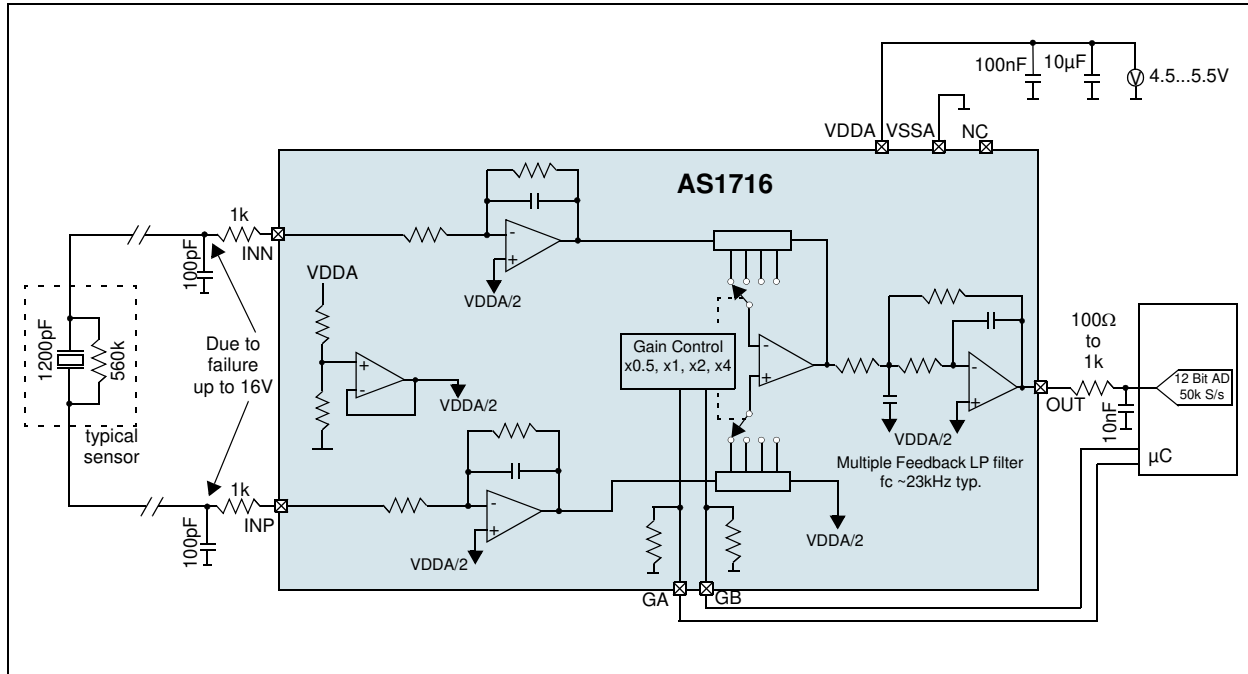 100nF
10µF
4.5...5.5V
VDDA
VSSA
NC
AS1716
1k
INN
100pF
VDDA/2
VDDA
1200pF
560k
typical
sensor
Due to
failure
up to 16V
VDDA/2
Gain Control
x0.5, x1, x2, x4
100Ω
to
1k
12 Bit AD
50k S/s
OUT
10nF
µC
VDDA/2
Multiple Feedback LP filter
fc ~23kHz typ.
1k
INP
100pF
VDDA/2
VDDA/2
GA
GB